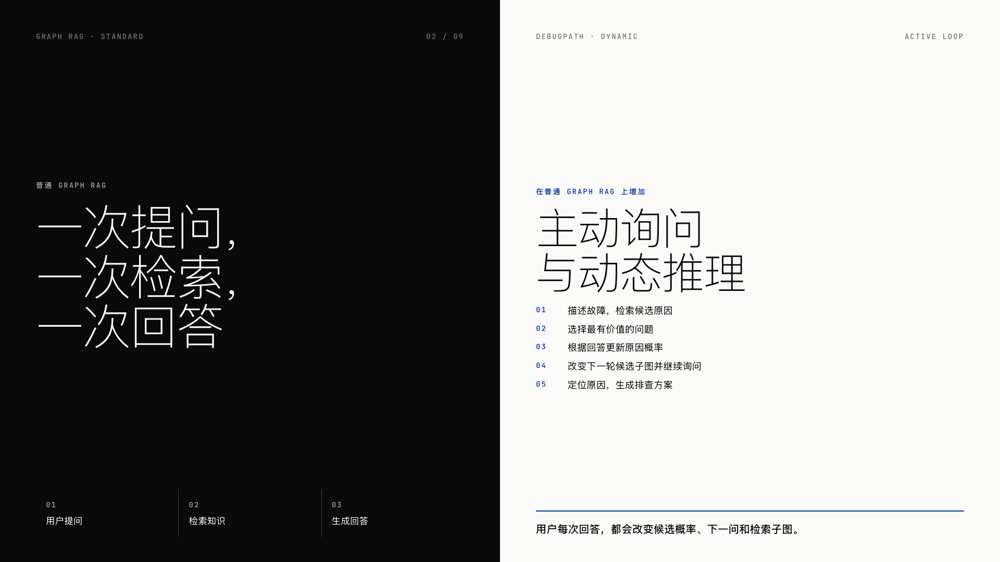 GRAPH RAG · STANDARD
02 / 09
普通 GRAPH RAG
一次提问，
一次检索，
一次回答
01
用户提问
02
检索知识
03
生成回答
DEBUGPATH · DYNAMIC
ACTIVE LOOP
在普通 GRAPH RAG 上增加
主动询问
与动态推理
01 描述故障，检索候选原因
02 选择最有价值的问题
03 根据回答更新原因概率
04 改变下一轮候选子图并继续询问
05 定位原因，生成排查方案
用户每次回答，都会改变候选概率、下一问和检索子图。